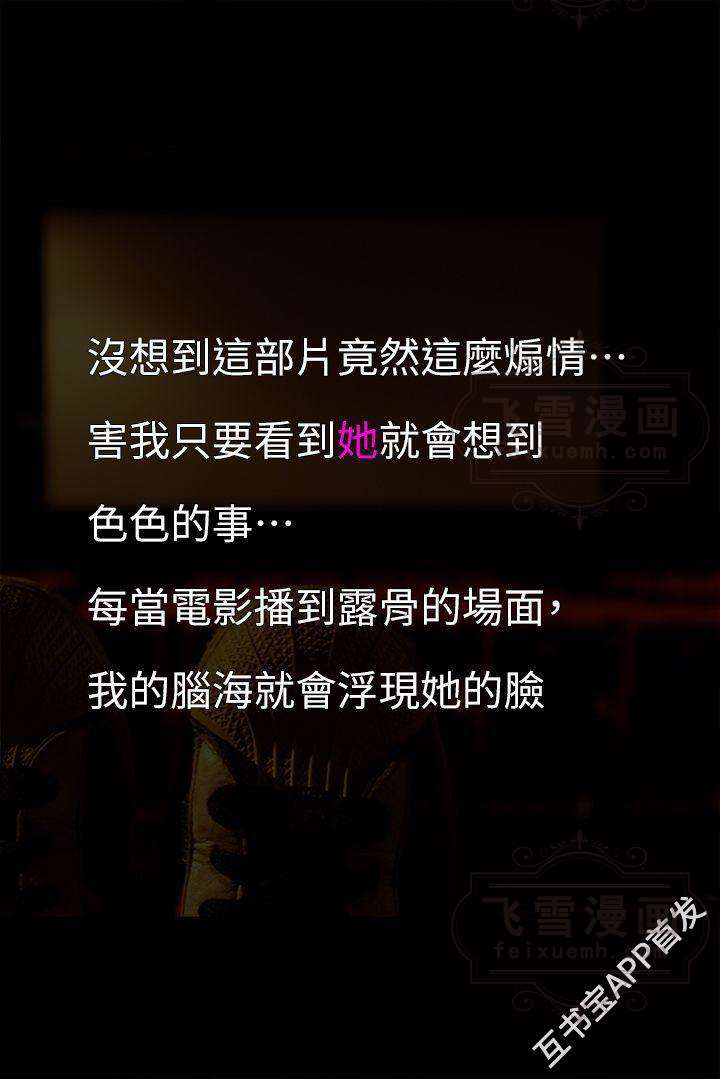 沒想到這部片竟然這麼煽情…
害我只要看到她就會想到
色色的事…
每當電影播到露骨的場面，
我的腦海就會浮現她的臉
飞雪漫画
feixuemh.com
飞雪漫画
feixuemh.com
互书宝APP首发